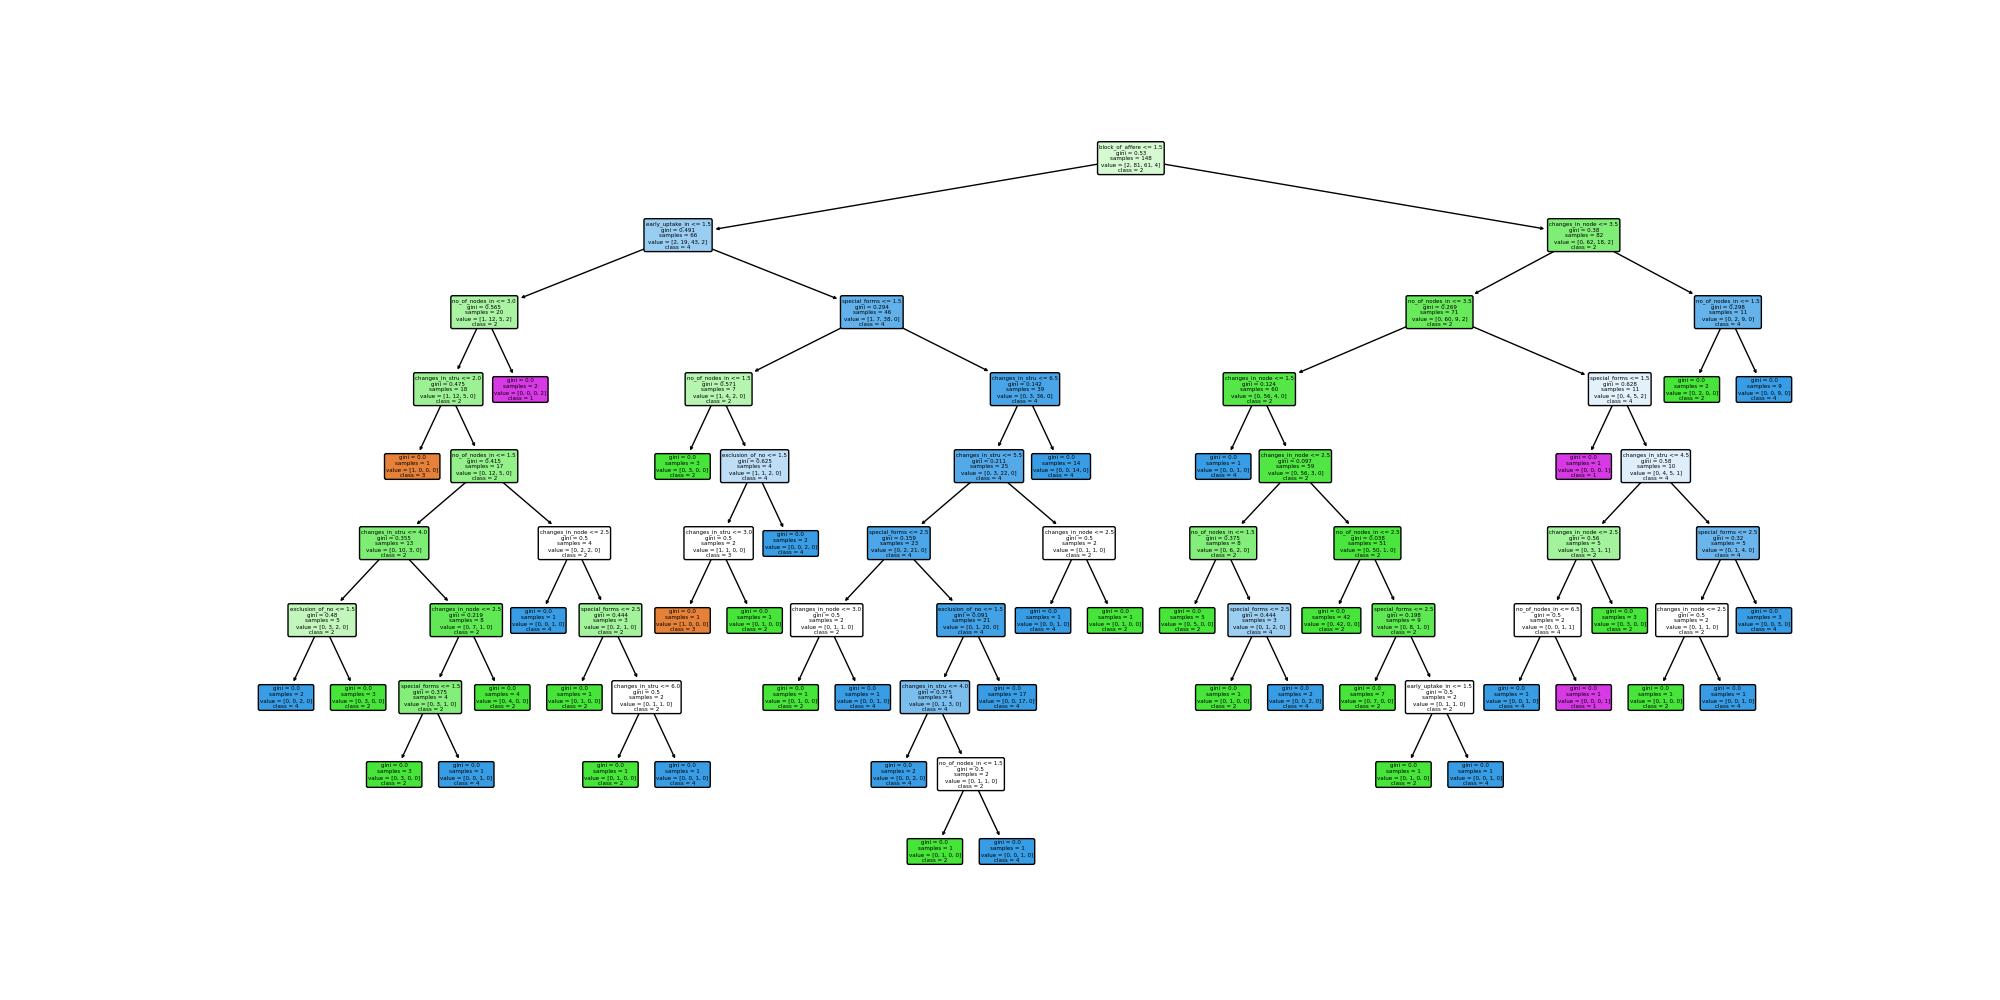 block_of_affere <= 1.5
gini = 0.53
samples = 148
value = [2, 81, 61, 4]
class = 2
early_uptake_in <= 1.5
gini = 0.491
samples = 66
value = [2, 19, 43, 2]
class = 4
changes_in_node <= 3.5
gini = 0.38
samples = 82
value = [0, 62, 18, 2]
class = 2
no_of_nodes_in <= 3.0
gini = 0.565
samples = 20
value = [1, 12, 5, 2]
class = 2
special_forms <= 1.5
gini = 0.294
samples = 46
value = [1, 7, 38, 0]
class = 4
no_of_nodes_in <= 3.5
gini = 0.269
samples = 71
value = [0, 60, 9, 2]
class = 2
no_of_nodes_in <= 1.5
gini = 0.298
samples = 11
value = [0, 2, 9, 0]
class = 4
changes_in_stru <= 2.0
gini = 0.475
samples = 18
value = [1, 12, 5, 0]
class = 2
gini = 0.0
samples = 2
value = [0, 0, 0, 2]
class = 1
no_of_nodes_in <= 1.5
gini = 0.571
samples = 7
value = [1, 4, 2, 0]
class = 2
changes_in_stru <= 6.5
gini = 0.142
samples = 39
value = [0, 3, 36, 0]
class = 4
changes_in_node <= 1.5
gini = 0.124
samples = 60
value = [0, 56, 4, 0]
class = 2
special_forms <= 1.5
gini = 0.628
samples = 11
value = [0, 4, 5, 2]
class = 4
gini = 0.0
samples = 2
value = [0, 2, 0, 0]
class = 2
gini = 0.0
samples = 9
value = [0, 0, 9, 0]
class = 4
gini = 0.0
samples = 1
value = [1, 0, 0, 0]
class = 3
no_of_nodes_in <= 1.5
gini = 0.415
samples = 17
value = [0, 12, 5, 0]
class = 2
gini = 0.0
samples = 3
value = [0, 3, 0, 0]
class = 2
exclusion_of_no <= 1.5
gini = 0.625
samples = 4
value = [1, 1, 2, 0]
class = 4
changes_in_stru <= 5.5
gini = 0.211
samples = 25
value = [0, 3, 22, 0]
class = 4
gini = 0.0
samples = 14
value = [0, 0, 14, 0]
class = 4
gini = 0.0
samples = 1
value = [0, 0, 1, 0]
class = 4
changes_in_node <= 2.5
gini = 0.097
samples = 59
value = [0, 56, 3, 0]
class = 2
gini = 0.0
samples = 1
value = [0, 0, 0, 1]
class = 1
changes_in_stru <= 4.5
gini = 0.58
samples = 10
value = [0, 4, 5, 1]
class = 4
changes_in_stru <= 4.0
gini = 0.355
samples = 13
value = [0, 10, 3, 0]
class = 2
changes_in_node <= 2.5
gini = 0.5
samples = 4
value = [0, 2, 2, 0]
class = 2
changes_in_stru <= 3.0
gini = 0.5
samples = 2
value = [1, 1, 0, 0]
class = 3
gini = 0.0
samples = 2
value = [0, 0, 2, 0]
class = 4
special_forms <= 2.5
gini = 0.159
samples = 23
value = [0, 2, 21, 0]
class = 4
changes_in_node <= 2.5
gini = 0.5
samples = 2
value = [0, 1, 1, 0]
class = 2
no_of_nodes_in <= 1.5
gini = 0.375
samples = 8
value = [0, 6, 2, 0]
class = 2
no_of_nodes_in <= 2.5
gini = 0.038
samples = 51
value = [0, 50, 1, 0]
class = 2
changes_in_node <= 2.5
gini = 0.56
samples = 5
value = [0, 3, 1, 1]
class = 2
special_forms <= 2.5
gini = 0.32
samples = 5
value = [0, 1, 4, 0]
class = 4
exclusion_of_no <= 1.5
gini = 0.48
samples = 5
value = [0, 3, 2, 0]
class = 2
changes_in_node <= 2.5
gini = 0.219
samples = 8
value = [0, 7, 1, 0]
class = 2
gini = 0.0
samples = 1
value = [0, 0, 1, 0]
class = 4
special_forms <= 2.5
gini = 0.444
samples = 3
value = [0, 2, 1, 0]
class = 2
gini = 0.0
samples = 1
value = [1, 0, 0, 0]
class = 3
gini = 0.0
samples = 1
value = [0, 1, 0, 0]
class = 2
changes_in_node <= 3.0
gini = 0.5
samples = 2
value = [0, 1, 1, 0]
class = 2
exclusion_of_no <= 1.5
gini = 0.091
samples = 21
value = [0, 1, 20, 0]
class = 4
gini = 0.0
samples = 1
value = [0, 0, 1, 0]
class = 4
gini = 0.0
samples = 1
value = [0, 1, 0, 0]
class = 2
gini = 0.0
samples = 5
value = [0, 5, 0, 0]
class = 2
special_forms <= 2.5
gini = 0.444
samples = 3
value = [0, 1, 2, 0]
class = 4
gini = 0.0
samples = 42
value = [0, 42, 0, 0]
class = 2
special_forms <= 2.5
gini = 0.198
samples = 9
value = [0, 8, 1, 0]
class = 2
no_of_nodes_in <= 6.5
gini = 0.5
samples = 2
value = [0, 0, 1, 1]
class = 4
gini = 0.0
samples = 3
value = [0, 3, 0, 0]
class = 2
changes_in_node <= 2.5
gini = 0.5
samples = 2
value = [0, 1, 1, 0]
class = 2
gini = 0.0
samples = 3
value = [0, 0, 3, 0]
class = 4
gini = 0.0
samples = 2
value = [0, 0, 2, 0]
class = 4
gini = 0.0
samples = 3
value = [0, 3, 0, 0]
class = 2
special_forms <= 1.5
gini = 0.375
samples = 4
value = [0, 3, 1, 0]
class = 2
gini = 0.0
samples = 4
value = [0, 4, 0, 0]
class = 2
gini = 0.0
samples = 1
value = [0, 1, 0, 0]
class = 2
changes_in_stru <= 6.0
gini = 0.5
samples = 2
value = [0, 1, 1, 0]
class = 2
gini = 0.0
samples = 1
value = [0, 1, 0, 0]
class = 2
gini = 0.0
samples = 1
value = [0, 0, 1, 0]
class = 4
changes_in_stru <= 4.0
gini = 0.375
samples = 4
value = [0, 1, 3, 0]
class = 4
gini = 0.0
samples = 17
value = [0, 0, 17, 0]
class = 4
gini = 0.0
samples = 1
value = [0, 1, 0, 0]
class = 2
gini = 0.0
samples = 2
value = [0, 0, 2, 0]
class = 4
gini = 0.0
samples = 7
value = [0, 7, 0, 0]
class = 2
early_uptake_in <= 1.5
gini = 0.5
samples = 2
value = [0, 1, 1, 0]
class = 2
gini = 0.0
samples = 1
value = [0, 0, 1, 0]
class = 4
gini = 0.0
samples = 1
value = [0, 0, 0, 1]
class = 1
gini = 0.0
samples = 1
value = [0, 1, 0, 0]
class = 2
gini = 0.0
samples = 1
value = [0, 0, 1, 0]
class = 4
gini = 0.0
samples = 3
value = [0, 3, 0, 0]
class = 2
gini = 0.0
samples = 1
value = [0, 0, 1, 0]
class = 4
gini = 0.0
samples = 1
value = [0, 1, 0, 0]
class = 2
gini = 0.0
samples = 1
value = [0, 0, 1, 0]
class = 4
gini = 0.0
samples = 2
value = [0, 0, 2, 0]
class = 4
no_of_nodes_in <= 1.5
gini = 0.5
samples = 2
value = [0, 1, 1, 0]
class = 2
gini = 0.0
samples = 1
value = [0, 1, 0, 0]
class = 2
gini = 0.0
samples = 1
value = [0, 0, 1, 0]
class = 4
gini = 0.0
samples = 1
value = [0, 1, 0, 0]
class = 2
gini = 0.0
samples = 1
value = [0, 0, 1, 0]
class = 4